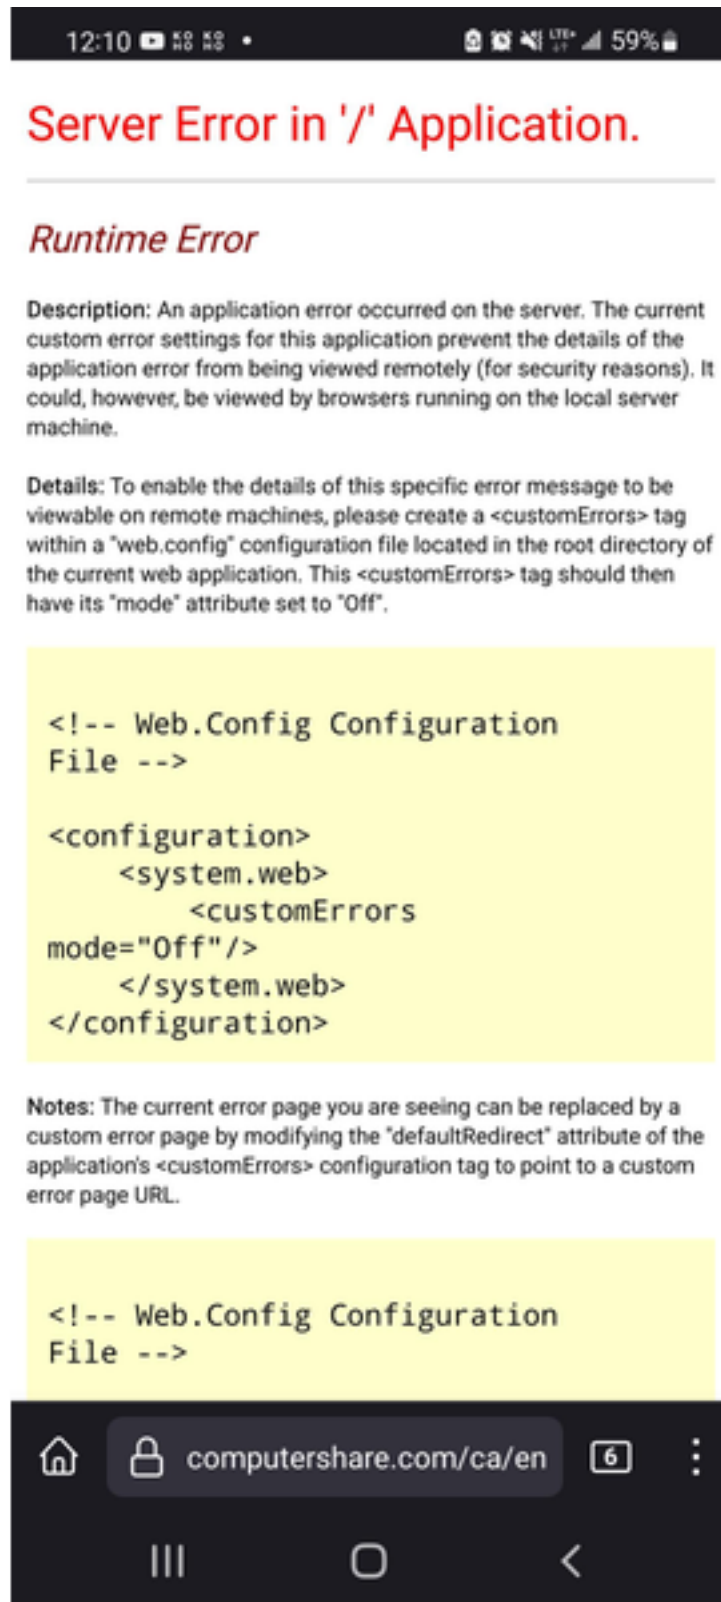 12:10
LTE+
59%
Server Error in '/' Application.
Runtime Error
Description: An application error occurred on the server. The current
custom error settings for this application prevent the details of the
application error from being viewed remotely (for security reasons). It
could, however, be viewed by browsers running on the local server
machine.
Details: To enable the details of this specific error message to be
viewable on remote machines, please create a <customErrors> tag
within a "web.config" configuration file located in the root directory of
the current web application. This <customErrors> tag should then
have its "mode" attribute set to "Off".
<!-- Web.Config Configuration
File -->
<configuration>
    <system.web>
        <customErrors
mode="Off"/>
    </system.web>
</configuration>
Notes: The current error page you are seeing can be replaced by a
custom error page by modifying the "defaultRedirect" attribute of the
application's <customErrors> configuration tag to point to a custom
error page URL.
<!-- Web.Config Configuration
File -->
computershare.com/ca/en
6